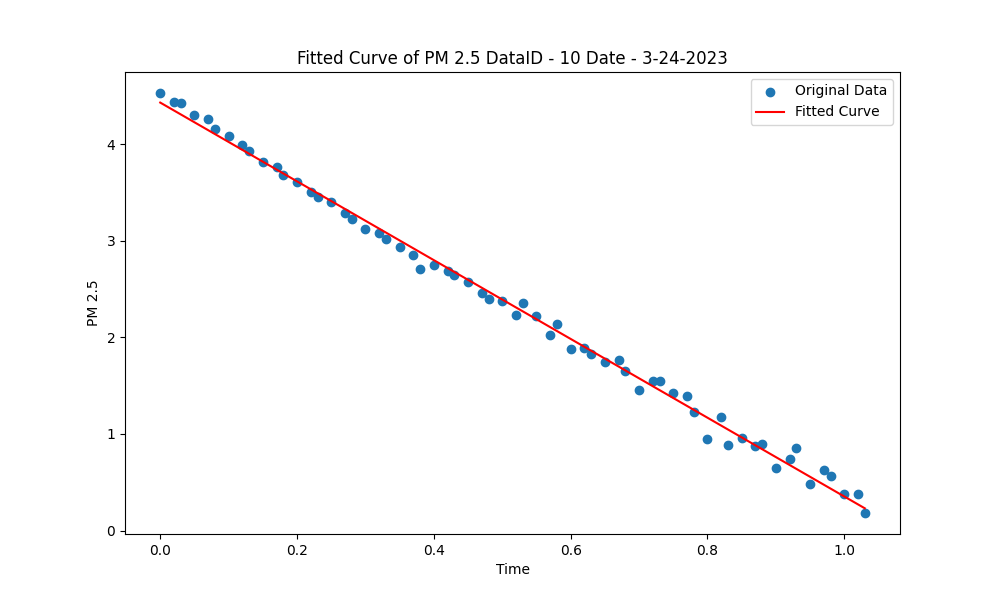 Fitted Curve of PM 2.5 DataID - 10 Date - 3-24-2023
Original Data
Fitted Curve
4
3
2
1
0
PM 2.5
0.0 0.2 0.4 0.6 0.8 1.0
Time